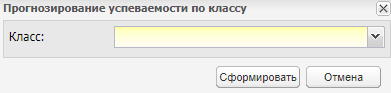 Прогнозирование успеваемости по классу
Класс:
Сформировать Отмена